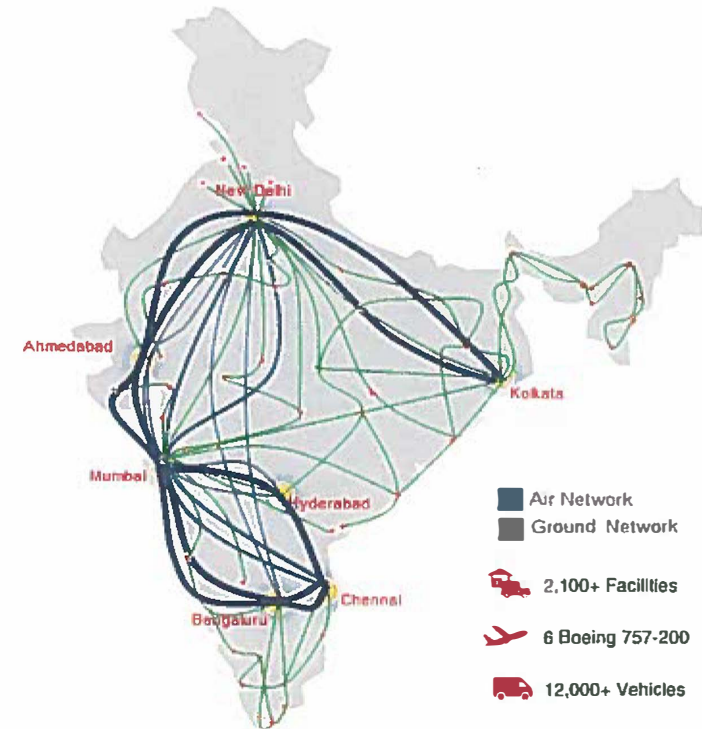 New Delhi
Ahmedabad
Kolkata
Mumbai
Hyderabad
Air Network
Ground Network
2,100+ Facilities
Chennai
Bengaluru
6 Boeing 757-200
12,000+ Vehicles